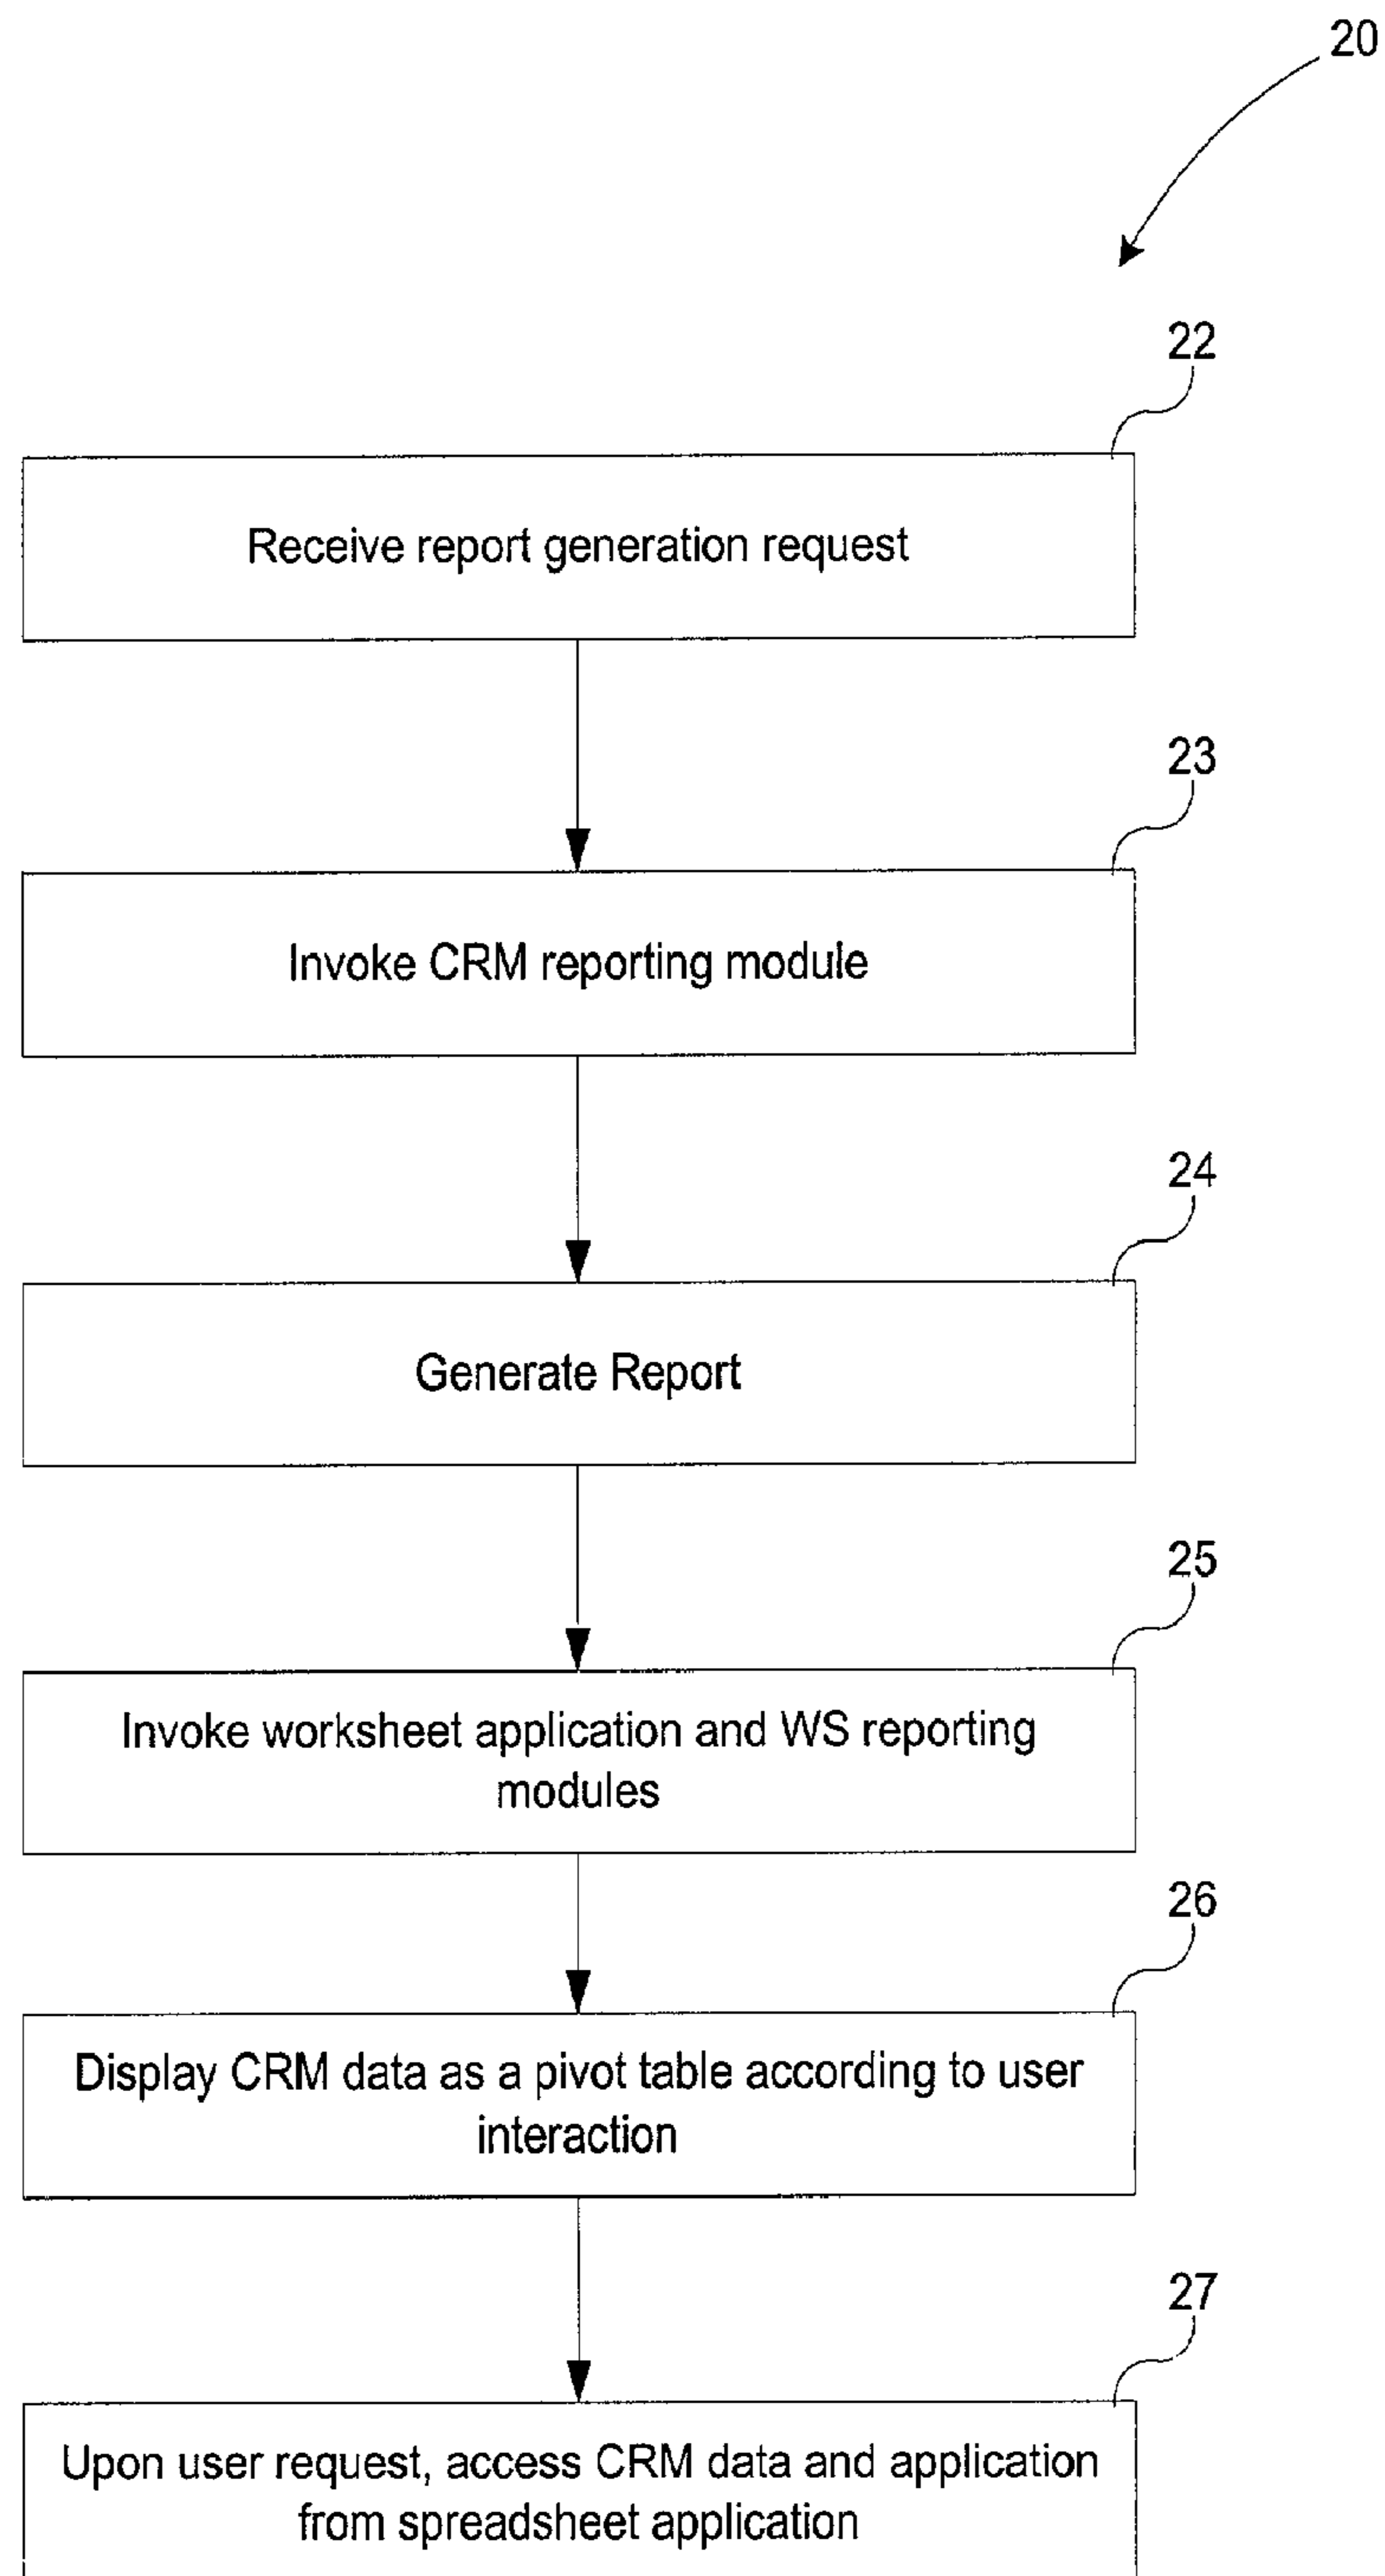 20
22
Receive report generation request
23
Invoke CRM reporting module
24
Generate Report
25
Invoke worksheet application and WS reporting
modules
26
Display CRM data as a pivot table according to user
interaction
27
Upon user request, access CRM data and application
from spreadsheet application